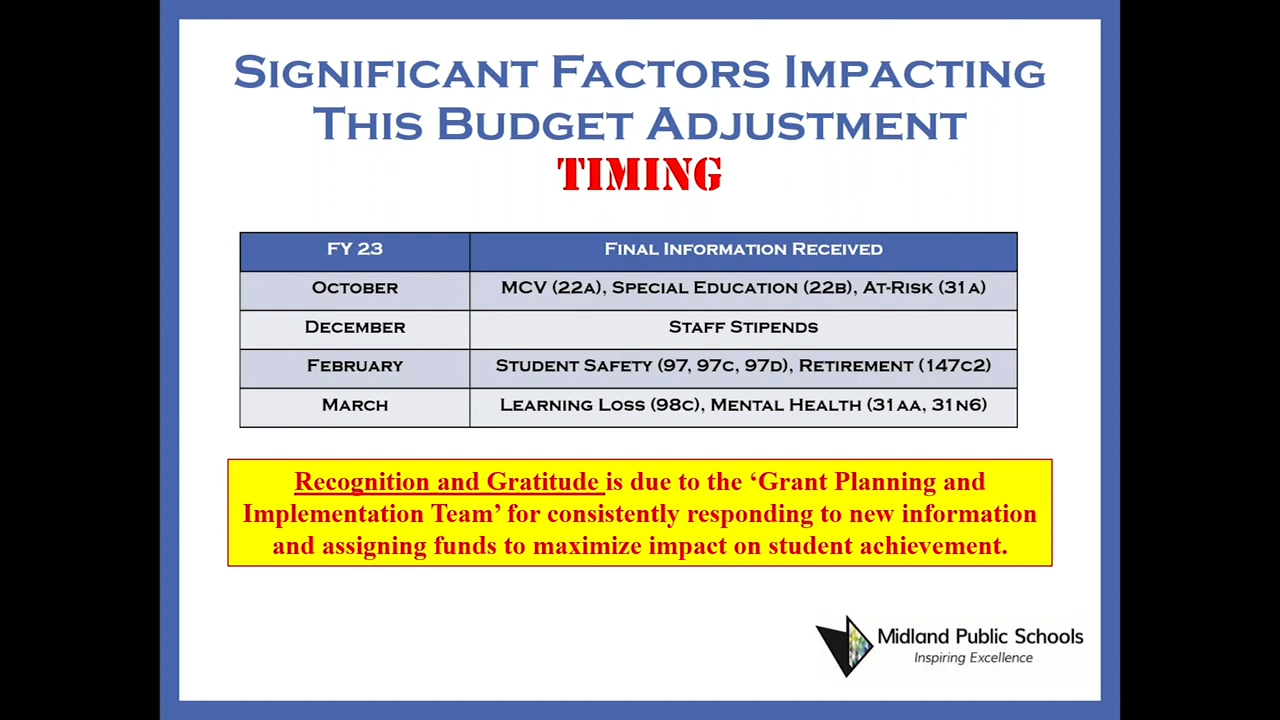 Significant Factors Impacting
This Budget Adjustment
TIMING
FY 23 Final Information Received
October MCV (22a), Special Education (22b), At-Risk (31a)
December Staff Stipends
February Student Safety (97, 97c, 97d), Retirement (147c2)
March Learning Loss (98c), Mental Health (31aa, 31n6)
Recognition and Gratitude is due to the ‘Grant Planning and
Implementation Team’ for consistently responding to new information
and assigning funds to maximize impact on student achievement.
Midland Public Schools
Inspiring Excellence